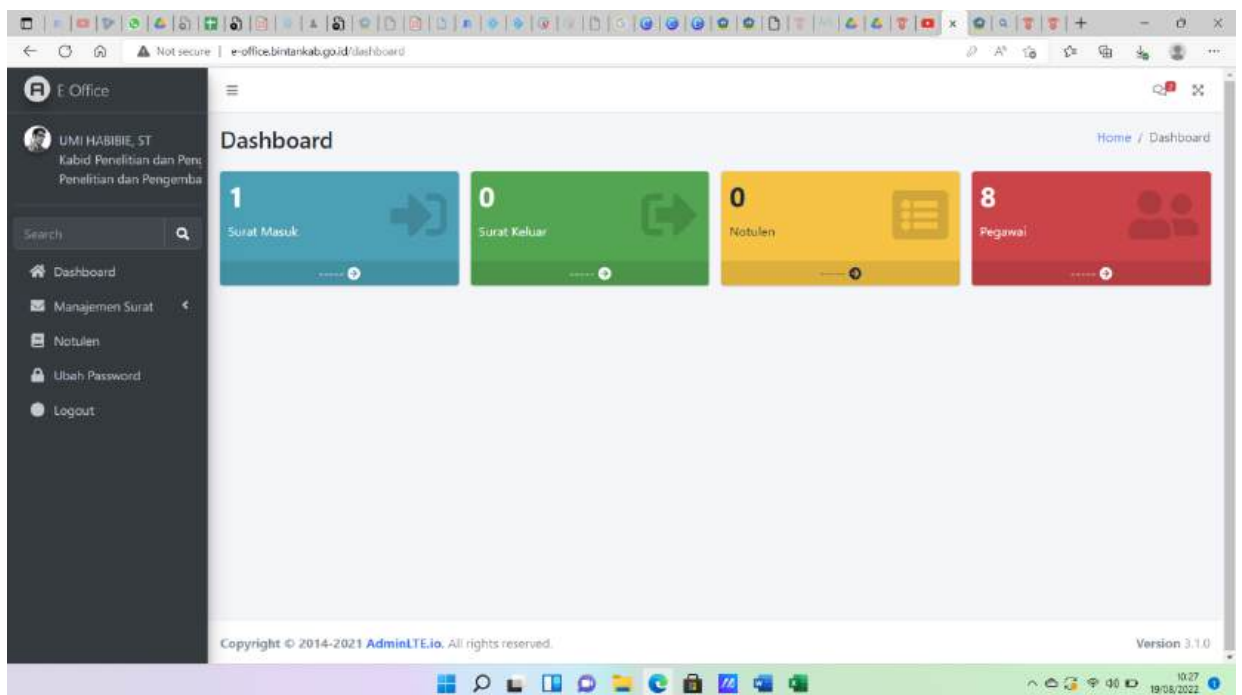 Not secure | e-office.bintankab.go.id/dashboard
E Office
UMI HABIBIE, ST
Kabid Penelitian dan Peng
Penelitian dan Pengemba
Search
Dashboard
Manajemen Surat
Notulen
Ubah Password
Logout
Dashboard
Home / Dashboard
1
Surat Masuk
-----
0
Surat Keluar
-----
0
Notulen
-----
8
Pegawai
-----
Copyright © 2014-2021 AdminLTE.io. All rights reserved.
Version 3.1.0
10:27
19/08/2022